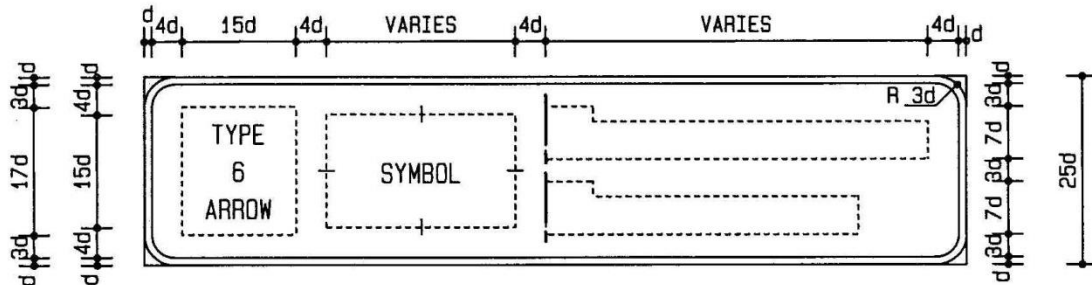 d 4d 15d 4d VARIES 4d VARIES 4d d
d 3d 17d 3d d
d 4d 15d 4d d
TYPE
6
ARROW
SYMBOL
R 3d
d 3d 7d 3d 7d 3d d
25d